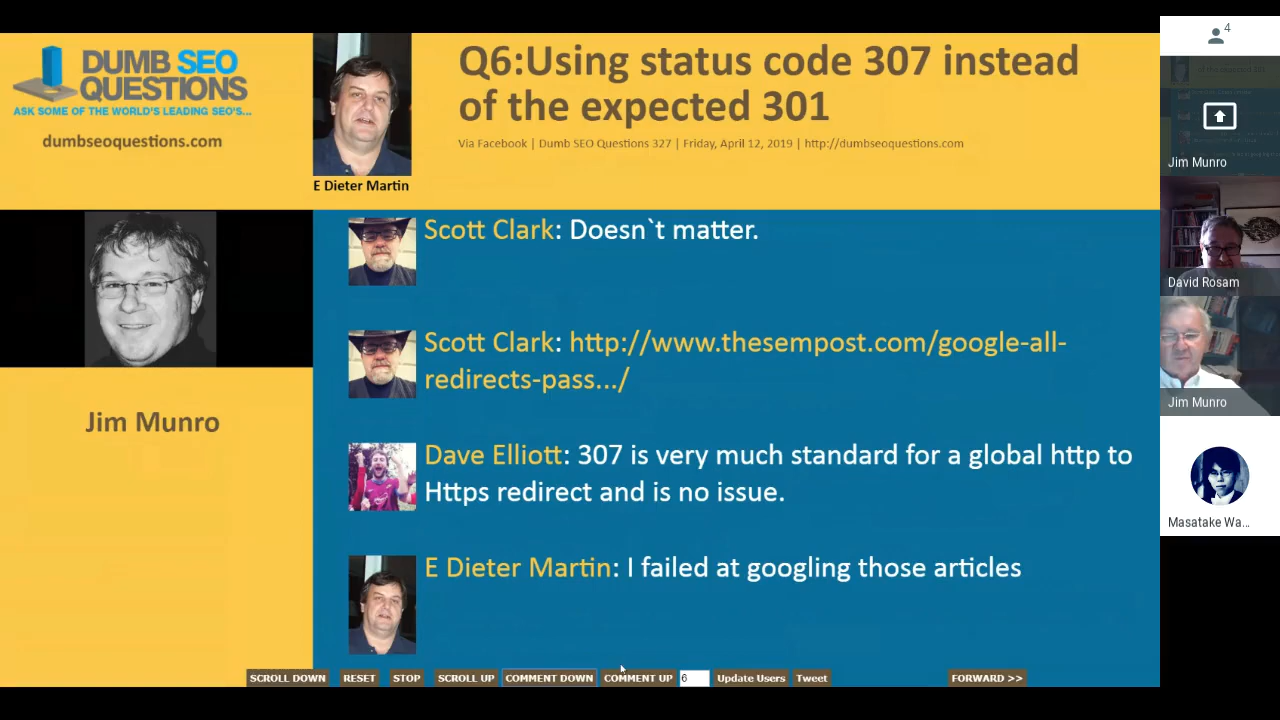 DUMB SEO
QUESTIONS
ASK SOME OF THE WORLD'S LEADING SEO'S...
dumbseoquestions.com
E Dieter Martin
Q6:Using status code 307 instead
of the expected 301
Via Facebook | Dumb SEO Questions 327 | Friday, April 12, 2019 | http://dumbseoquestions.com
Jim Munro
Scott Clark: Doesn`t matter.
Scott Clark: http://www.thesempost.com/google-all-
redirects-pass.../
Dave Elliott: 307 is very much standard for a global http to
Https redirect and is no issue.
E Dieter Martin: I failed at googling those articles
SCROLL DOWN RESET STOP SCROLL UP COMMENT DOWN COMMENT UP 6 Update Users Tweet FORWARD >>
4
Jim Munro
David Rosam
Jim Munro
Masatake Wa...